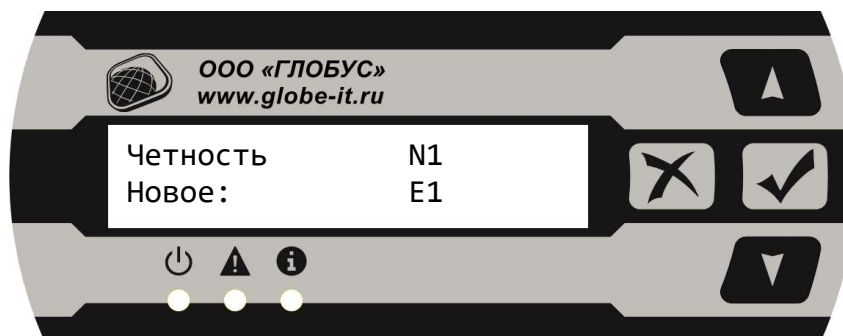 ООО «ГЛОБУС»
www.globe-it.ru
Четность N1
Новое: E1